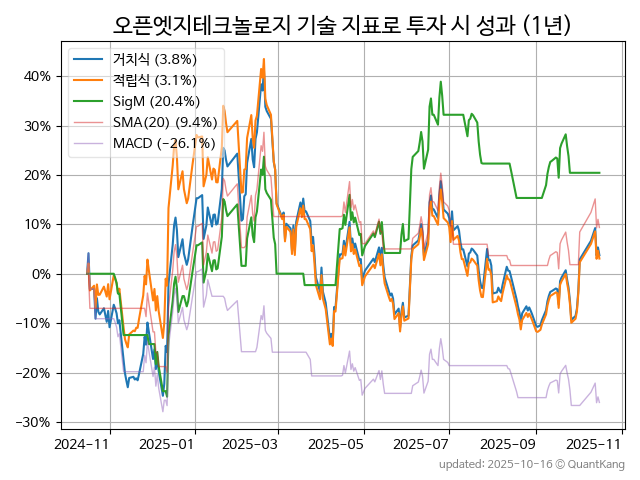 오픈엣지테크놀로지 기술 지표로 투자 시 성과 (1년)
거치식 (3.8%)
적립식 (3.1%)
SigM (20.4%)
SMA(20) (9.4%)
MACD (−26.1%)
40%
30%
20%
10%
0%
−10%
−20%
−30%
2024−11 2025−01 2025−03 2025−05 2025−07 2025−09 2025−11
updated: 2025-10-16 © QuantKang